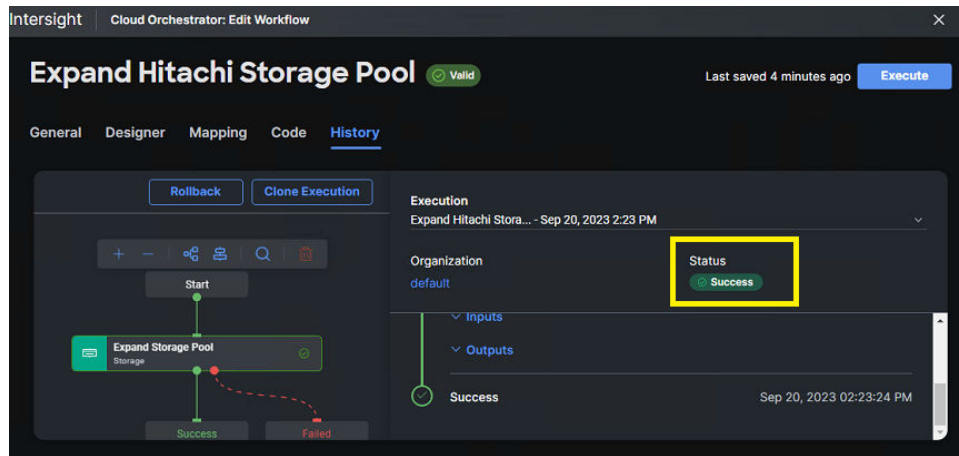 Intersight Cloud Orchestrator: Edit Workflow
Expand Hitachi Storage Pool Valid
Last saved 4 minutes ago Execute
General Designer Mapping Code History
Rollback Clone Execution
Start
Expand Storage Pool
Storage
Success Failed
Execution
Expand Hitachi Stora... - Sep 20, 2023 2:23 PM
Organization Status
default Success
Inputs
Outputs
Success Sep 20, 2023 02:23:24 PM